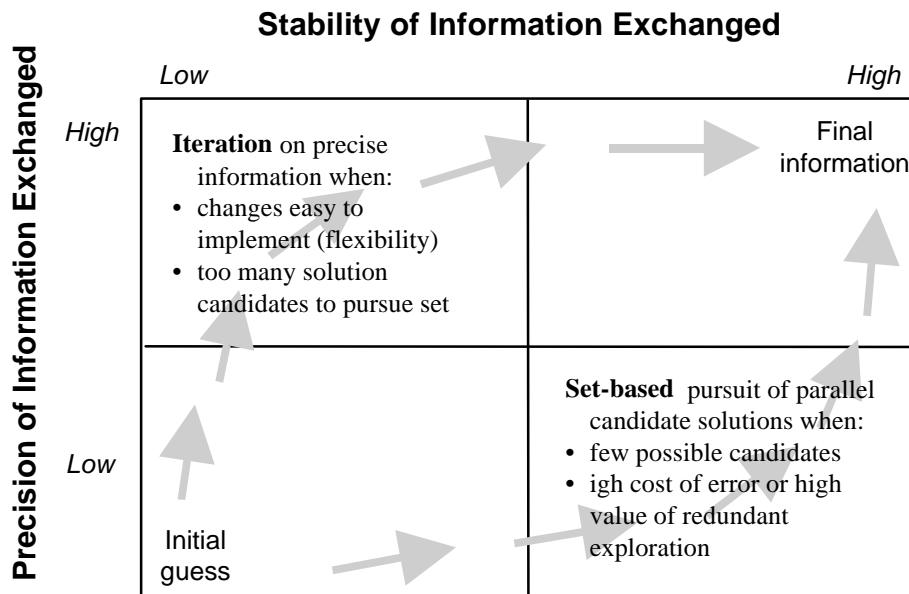 Stability of Information Exchanged
Precision of Information Exchanged
Low
High
High
Low
Iteration on precise
information when:
• changes easy to
implement (flexibility)
• too many solution
candidates to pursue set
Final
information
Initial
guess
Set-based pursuit of parallel
candidate solutions when:
• few possible candidates
• igh cost of error or high
value of redundant
exploration